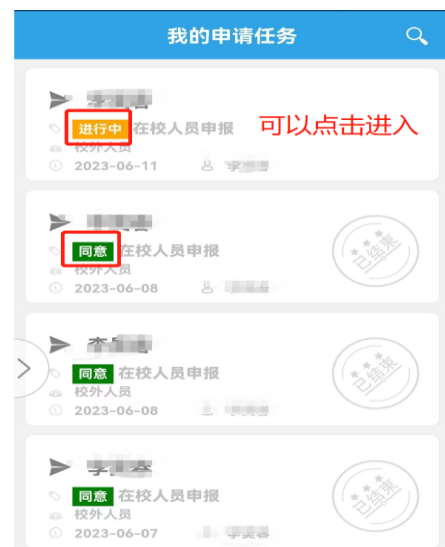 我的申请任务
进行中 在校人员申报
可以点击进入
校外人员
2023-06-11
同意 在校人员申报
校外人员
2023-06-08
已结束
同意 在校人员申报
校外人员
2023-06-08
已结束
同意 在校人员申报
校外人员
2023-06-07
已结束